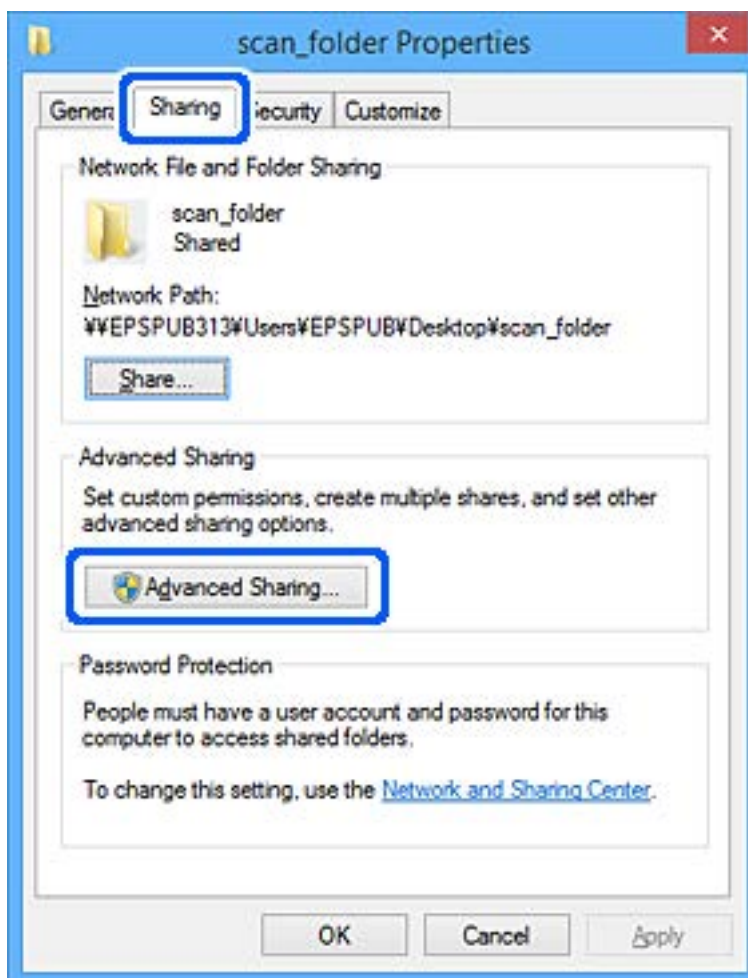 scan_folder Properties
Sharing Customize
Network File and Folder Sharing
scan_folder
Shared
Network Path:
¥¥EPSPUB313¥Users¥EPSPUB¥Desktop¥scan_folder
Share...
Advanced Sharing
Set custom permissions, create multiple shares, and set other
advanced sharing options.
Advanced Sharing...
Password Protection
People must have a user account and password for this
computer to access shared folders.
To change this setting, use the Network and Sharing Center.
OK Cancel Apply